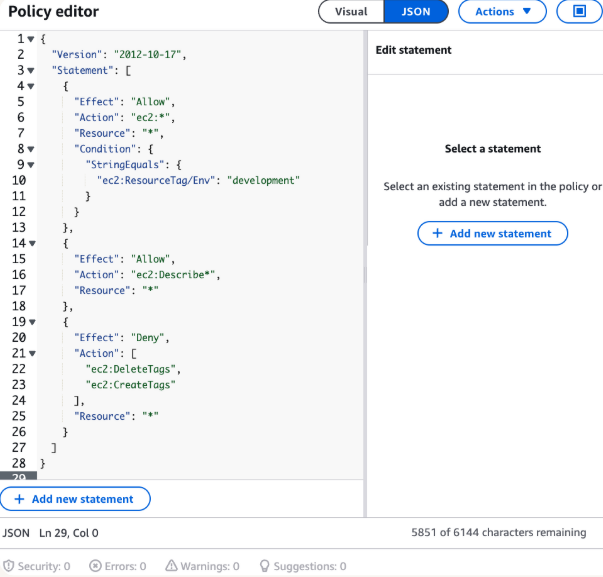 Policy editor
Visual JSON Actions
1 {
2 "Version": "2012-10-17",
3 "Statement": [
4 {
5 "Effect": "Allow",
6 "Action": "ec2:*",
7 "Resource": "*",
8 "Condition": {
9 "StringEquals": {
10 "ec2:ResourceTag/Env": "development"
11 }
12 }
13 },
14 {
15 "Effect": "Allow",
16 "Action": "ec2:Describe*",
17 "Resource": "*"
18 },
19 {
20 "Effect": "Deny",
21 "Action": [
22 "ec2:DeleteTags",
23 "ec2:CreateTags"
24 ],
25 "Resource": "*"
26 }
27 ]
28 }
29
+ Add new statement
Edit statement
Select a statement
Select an existing statement in the policy or
add a new statement.
+ Add new statement
JSON Ln 29, Col 0
5851 of 6144 characters remaining
Security: 0 Errors: 0 Warnings: 0 Suggestions: 0